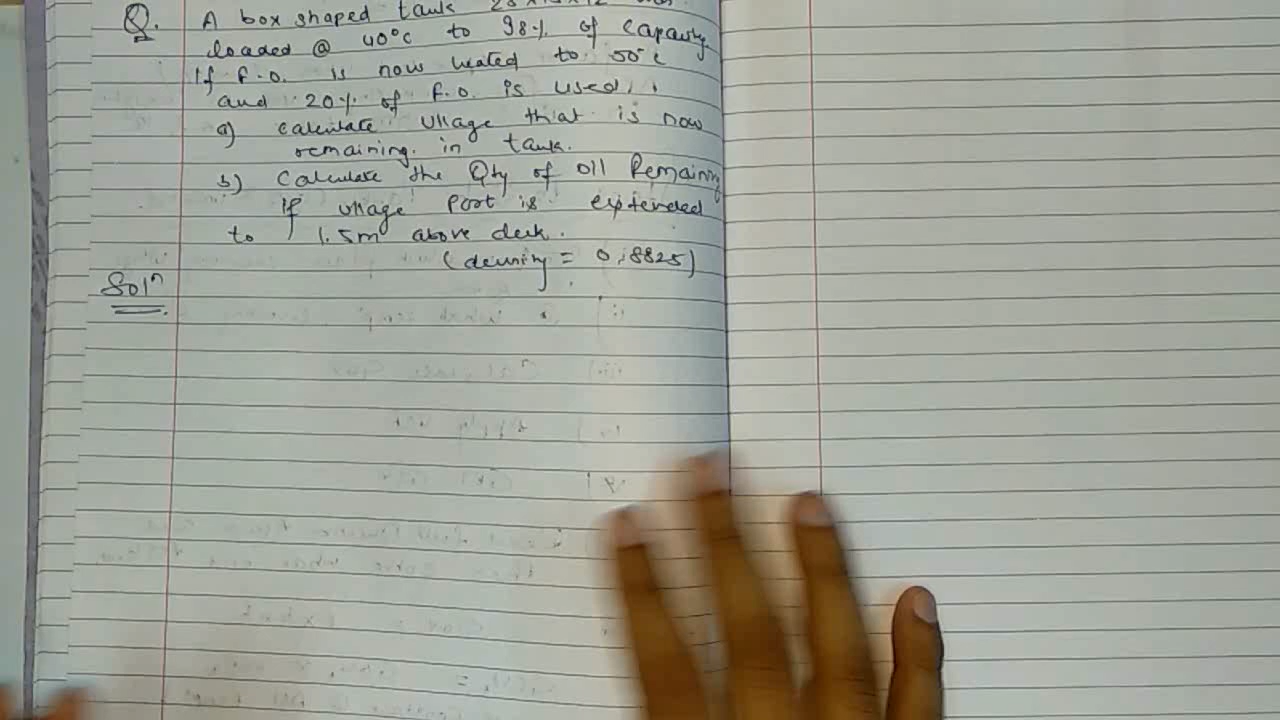 Q. A box shaped tank
loaded @ 40°c to 98% of capacity
If F.O. is now heated to 50°c
and 20% of F.O. is used,
a) calculate ullage that is now
remaining. in tank.
b) Calculate the Qty of oil Remaining
if ullage Port is extended
to 1.5m above deck.
(density = 0.8825)
Solⁿ